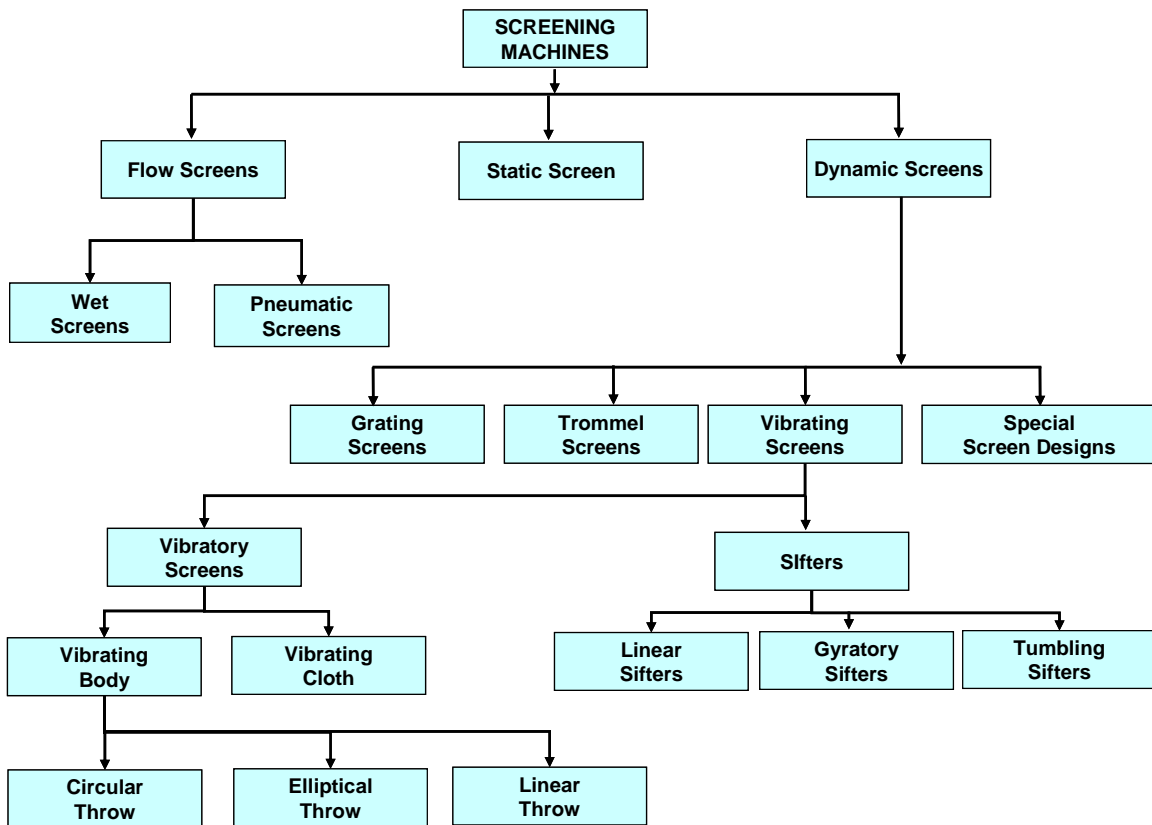 SCREENING
MACHINES
Flow Screens
Static Screen
Dynamic Screens
Wet
Screens
Pneumatic
Screens
Grating
Screens
Trommel
Screens
Vibrating
Screens
Special
Screen Designs
Vibratory
Screens
SIfters
Vibrating
Body
Vibrating
Cloth
Linear
Sifters
Gyratory
Sifters
Tumbling
Sifters
Circular
Throw
Elliptical
Throw
Linear
Throw